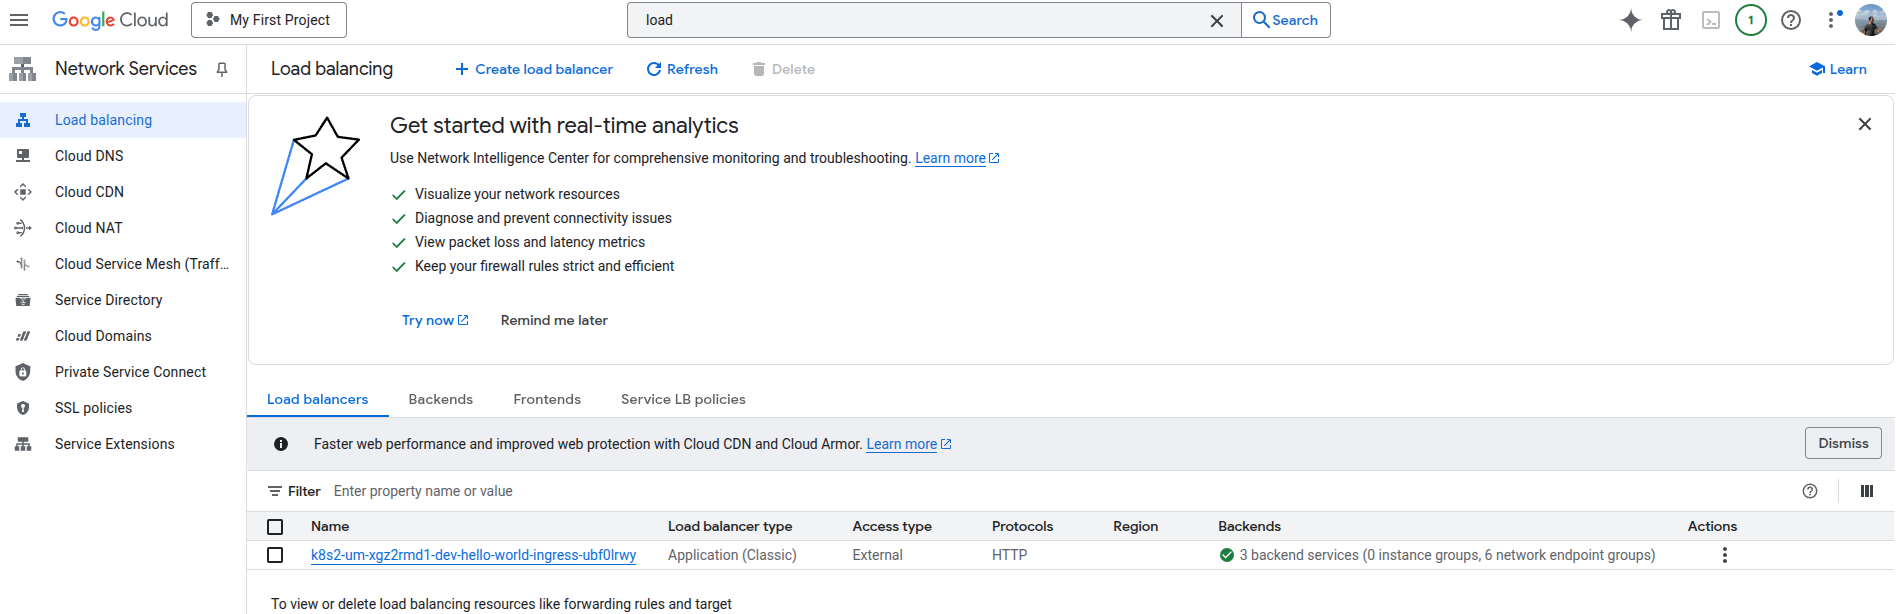 Google Cloud
My First Project
load
Search
1
Network Services
Load balancing
Create load balancer
Refresh
Delete
Learn
Load balancing
Cloud DNS
Cloud CDN
Cloud NAT
Cloud Service Mesh (Traff...
Service Directory
Cloud Domains
Private Service Connect
SSL policies
Service Extensions
Get started with real-time analytics
Use Network Intelligence Center for comprehensive monitoring and troubleshooting. Learn more
Visualize your network resources
Diagnose and prevent connectivity issues
View packet loss and latency metrics
Keep your firewall rules strict and efficient
Try now
Remind me later
Load balancers
Backends
Frontends
Service LB policies
Faster web performance and improved web protection with Cloud CDN and Cloud Armor. Learn more
Dismiss
Filter Enter property name or value
Name Load balancer type Access type Protocols Region Backends Actions
k8s2-um-xgz2rmd1-dev-hello-world-ingress-ubf0lrwy Application (Classic) External HTTP 3 backend services (0 instance groups, 6 network endpoint groups)
To view or delete load balancing resources like forwarding rules and target